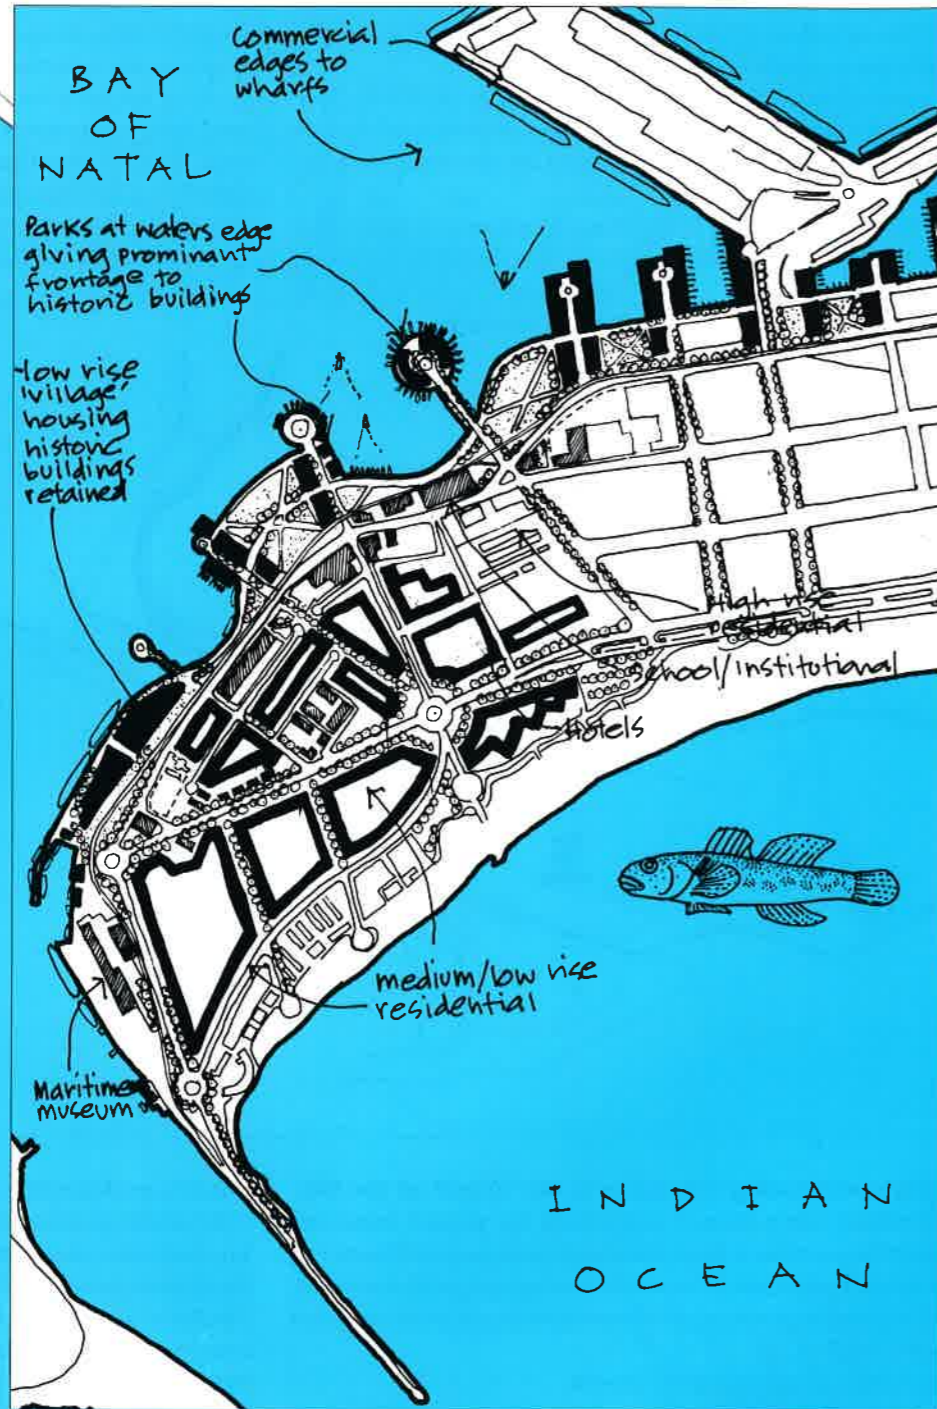 Commercial
edges to
wharfs
BAY
OF
NATAL
Parks at waters edge
giving prominant
frontage to
historic buildings
low rise
'village'
housing
historic
buildings
retained
High rise
residential
school/institutional
Hotels
medium/low rise
residential
Maritime
museum
INDIAN
OCEAN